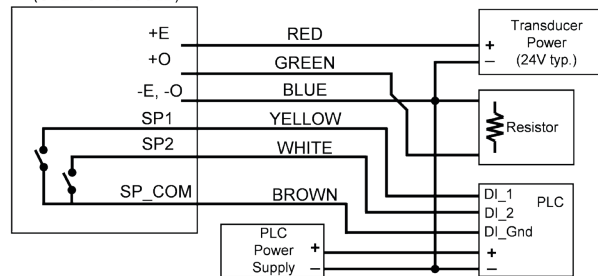 +E
RED
Transducer
Power
(24V typ.)
+
–
+O
GREEN
-E, -O
BLUE
Resistor
SP1
YELLOW
SP2
WHITE
SP_COM
BROWN
DI_1
PLC
DI_2
DI_Gnd
+
–
PLC
Power
Supply
+
–